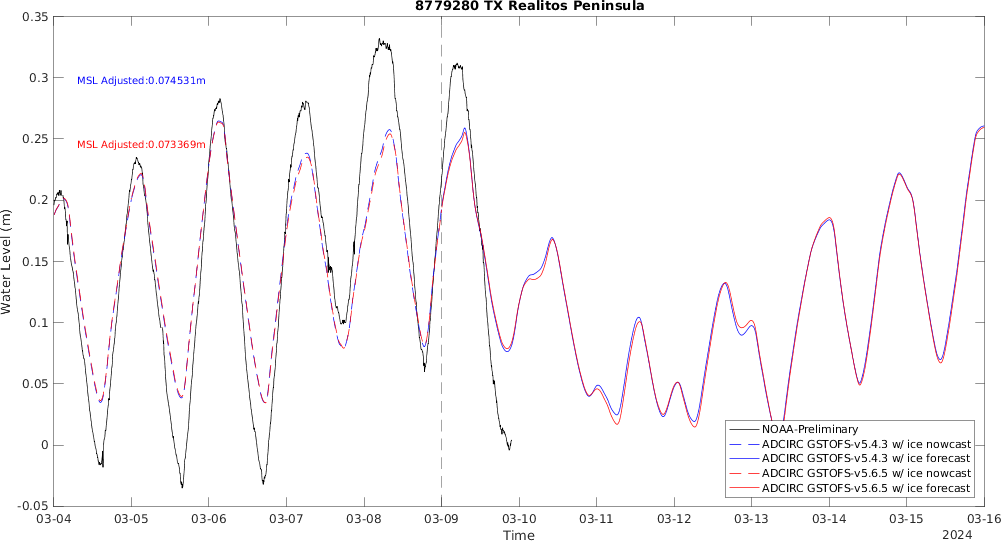 8779280 TX Realitos Peninsula
0.35
0.3
0.25
0.2
0.15
0.1
0.05
0
-0.05
Water Level (m)
MSL Adjusted:0.074531m
MSL Adjusted:0.073369m
NOAA-Preliminary
ADCIRC GSTOFS-v5.4.3 w/ ice nowcast
ADCIRC GSTOFS-v5.4.3 w/ ice forecast
ADCIRC GSTOFS-v5.6.5 w/ ice nowcast
ADCIRC GSTOFS-v5.6.5 w/ ice forecast
03-04 03-05 03-06 03-07 03-08 03-09 03-10 03-11 03-12 03-13 03-14 03-15 03-16
Time
2024